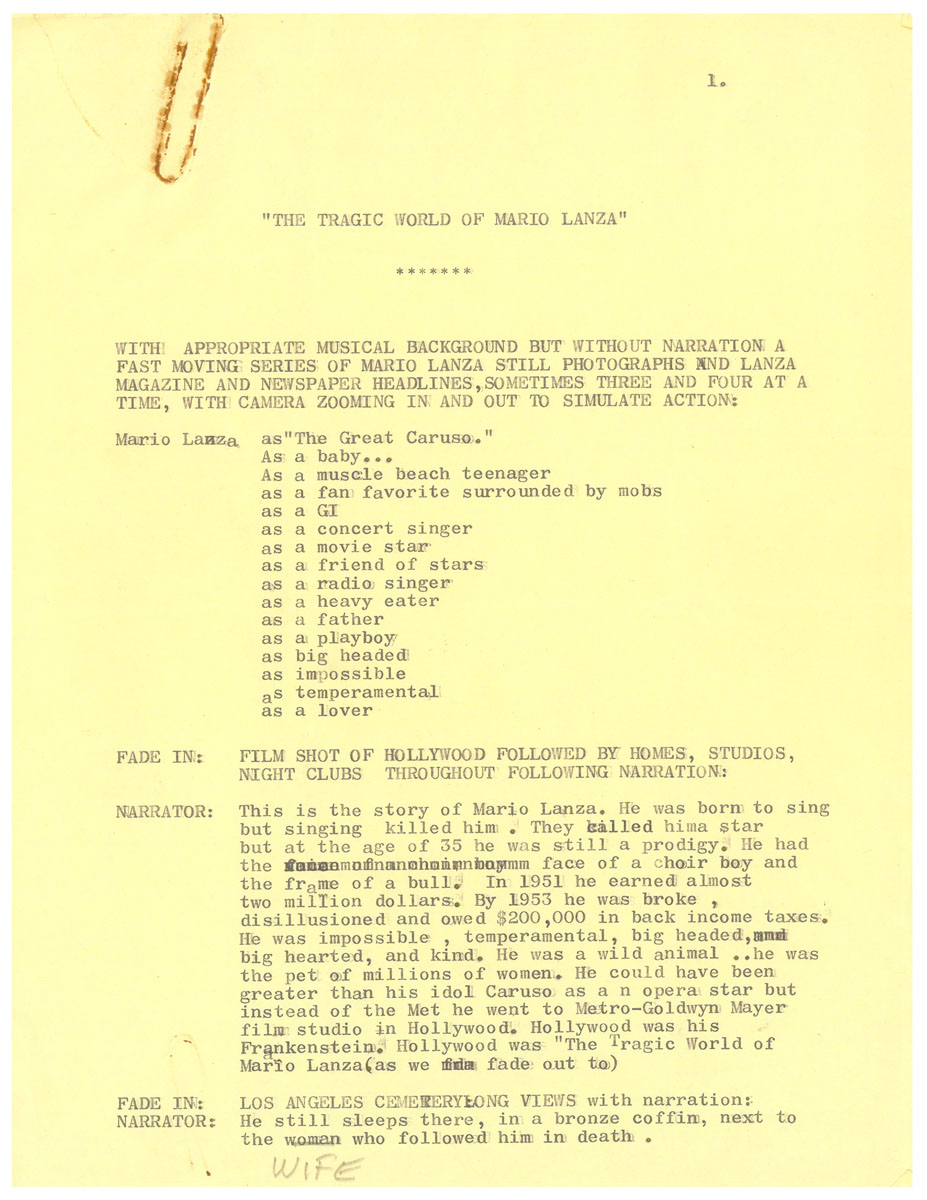 1.
"THE TRAGIC WORLD OF MARIO LANZA"
*******
WITH APPROPRIATE MUSICAL BACKGROUND BUT WITHOUT NARRATION A
FAST MOVING SERIES OF MARIO LANZA STILL PHOTOGRAPHS AND LANZA
MAGAZINE AND NEWSPAPER HEADLINES,SOMETIMES THREE AND FOUR AT A
TIME, WITH CAMERA ZOOMING IN AND OUT TO SIMULATE ACTION:
Mario Lanza as"The Great Caruso."
As a baby...
As a muscle beach teenager
as a fan favorite surrounded by mobs
as a GI
as a concert singer
as a movie star
as a friend of stars
as a radio singer
as a heavy eater
as a father
as a playboy
as big headed
as impossible
as temperamental
as a lover
FADE IN: FILM SHOT OF HOLLYWOOD FOLLOWED BY HOMES, STUDIOS,
NIGHT CLUBS THROUGHOUT FOLLOWING NARRATION:
NARRATOR: This is the story of Mario Lanza. He was born to sing
but singing killed him . They called hima star
but at the age of 35 he was still a prodigy. He had
the face of a choir boy and
the frame of a bull. In 1951 he earned almost
two million dollars. By 1953 he was broke ,
disillusioned and owed $200,000 in back income taxes.
He was impossible , temperamental, big headed,
big hearted, and kind. He was a wild animal ..he was
the pet of millions of women. He could have been
greater than his idol Caruso as a n opera star but
instead of the Met he went to Metro-Goldwyn Mayer
film studio in Hollywood. Hollywood was his
Frankenstein. Hollywood was "The Tragic World of
Mario Lanza(as we fade out to)
FADE IN: LOS ANGELES CEMETERYLONG VIEWS with narration:
NARRATOR: He still sleeps there, in a bronze coffin, next to
the woman who followed him in death .
WIFE